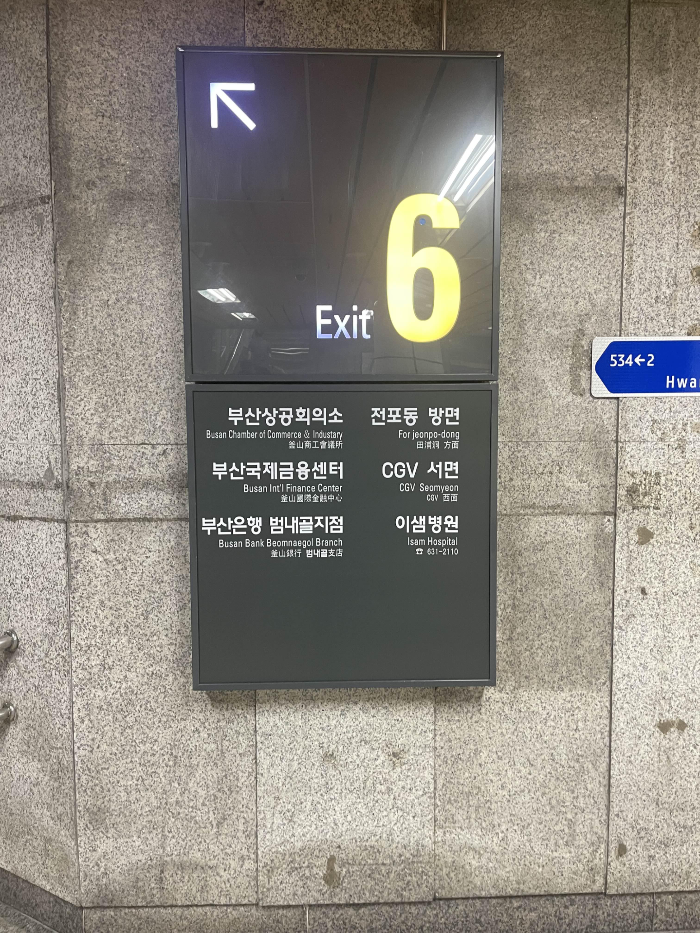 6
Exit
부산상공회의소
Busan Chamber of Commerce & Industary
釜山商工會議所
부산국제금융센터
Busan Int'l Finance Center
釜山國際金融中心
부산은행 범내골지점
Busan Bank Beomnaegol Branch
釜山銀行 범내골支店
전포동 방면
For jeonpo-dong
田浦洞 方面
CGV 서면
CGV Seomyeon
CGV 西面
이샘병원
Isam Hospital
☎ 631-2110
534←2
Hwa